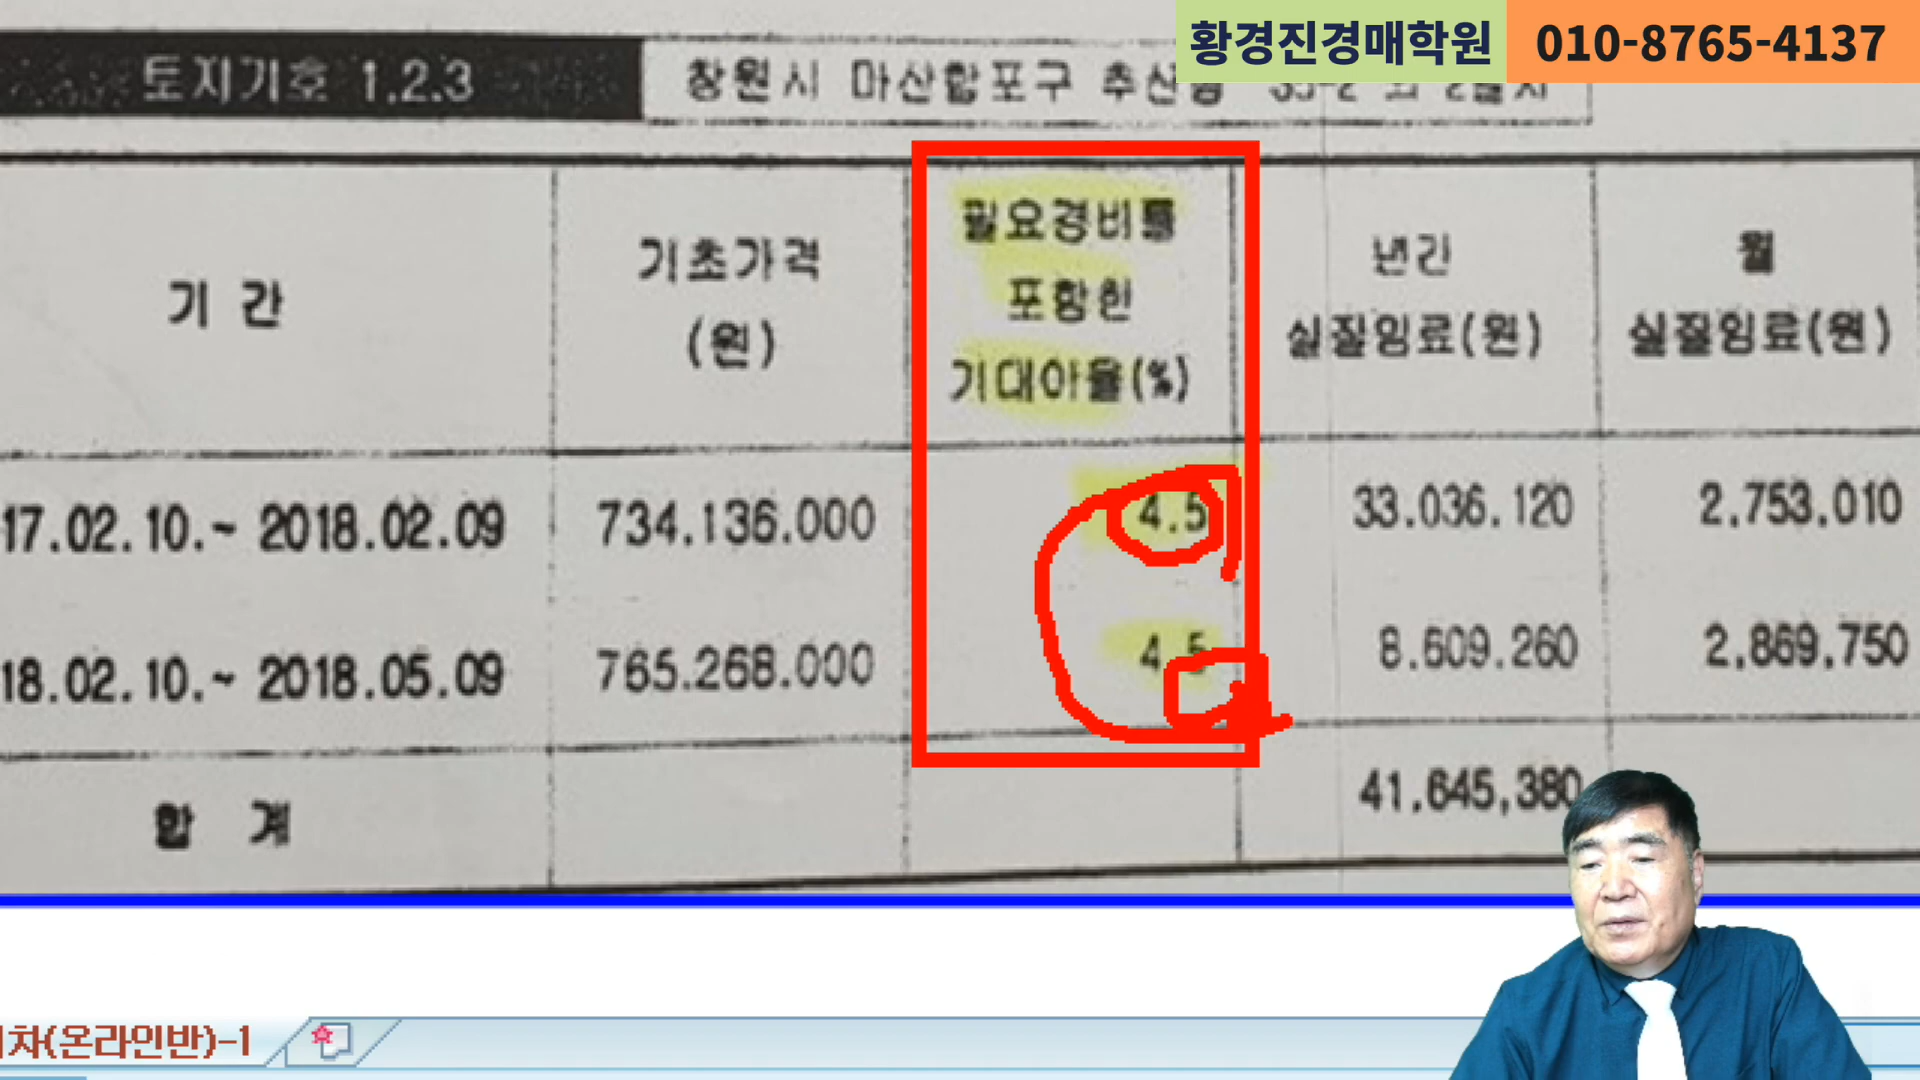 황경진경매학원 010-8765-4137
토지기호 1.2.3 창원시 마산합포구
기 간
기초가격
(원)
필요경비를
포함한
기대이율(%)
년간
실질임료(원)
월
실질임료(원)
17.02.10.~ 2018.02.09 734,136,000 4.5 33,036,120 2,753,010
18.02.10.~ 2018.05.09 765,268,000 4.5 8,609,260 2,869,750
합 계 41,645,380
차(온라인반)-1